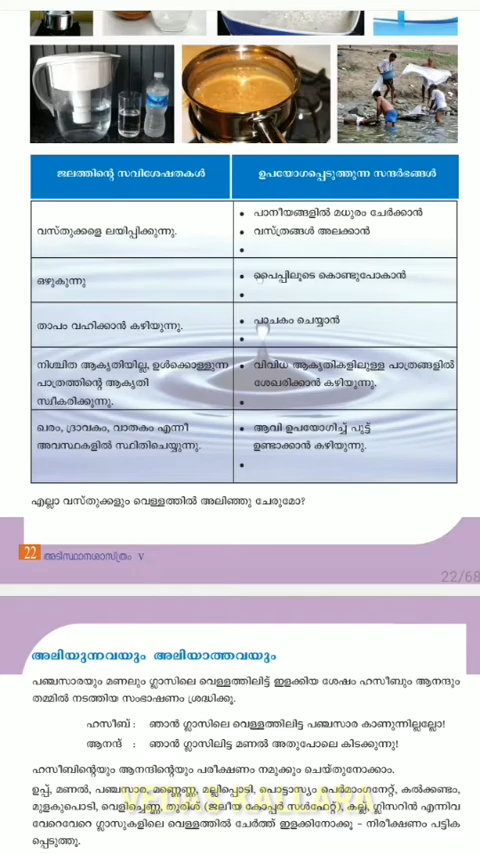 ജലത്തിന്റെ സവിശേഷതകൾ
ഉപയോഗപ്പെടുത്തുന്ന സന്ദർഭങ്ങൾ
വസ്തുക്കളെ ലയിപ്പിക്കുന്നു.
• പാനീയങ്ങളിൽ മധുരം ചേർക്കാൻ
• വസ്ത്രങ്ങൾ അലക്കാൻ
•
ഒഴുകുന്നു
• പൈപ്പിലൂടെ കൊണ്ടുപോകാൻ
•
താപം വഹിക്കാൻ കഴിയുന്നു.
• പാചകം ചെയ്യാൻ
•
നിശ്ചിത ആകൃതിയില്ല, ഉൾക്കൊള്ളുന്ന
പാത്രത്തിന്റെ ആകൃതി
സ്വീകരിക്കുന്നു.
• വിവിധ ആകൃതികളിലുള്ള പാത്രങ്ങളിൽ
ശേഖരിക്കാൻ കഴിയുന്നു.
•
ഖരം, ദ്രാവകം, വാതകം എന്നീ
അവസ്ഥകളിൽ സ്ഥിതിചെയ്യുന്നു.
• ആവി ഉപയോഗിച്ച് പുട്ട്
ഉണ്ടാക്കാൻ കഴിയുന്നു.
•
എല്ലാ വസ്തുക്കളും വെള്ളത്തിൽ അലിഞ്ഞു ചേരുമോ?
22 അടിസ്ഥാനശാസ്ത്രം V
22/68
അലിയുന്നവയും അലിയാത്തവയും
പഞ്ചസാരയും മണലും ഗ്ലാസിലെ വെള്ളത്തിലിട്ട് ഇളക്കിയ ശേഷം ഹസീബും ആനന്ദും
തമ്മിൽ നടത്തിയ സംഭാഷണം ശ്രദ്ധിക്കൂ.
ഹസീബ് : ഞാൻ ഗ്ലാസിലെ വെള്ളത്തിലിട്ട പഞ്ചസാര കാണുന്നില്ലല്ലോ!
ആനന്ദ് : ഞാൻ ഗ്ലാസിലിട്ട മണൽ അതുപോലെ കിടക്കുന്നു!
ഹസീബിന്റെയും ആനന്ദിന്റെയും പരീക്ഷണം നമുക്കും ചെയ്തുനോക്കാം.
ഉപ്പ്, മണൽ, പഞ്ചസാര, മണ്ണെണ്ണ, മല്ലിപ്പൊടി, പൊട്ടാസ്യം പെർമാംഗനേറ്റ്, കൽക്കണ്ടം,
മുളകുപൊടി, വെളിച്ചെണ്ണ, തുരിശ് (ജലീയ കോപ്പർ സൾഫേറ്റ്), കല്ല്, ഗ്ലിസറിൻ എന്നിവ
വേറെവേറെ ഗ്ലാസുകളിലെ വെള്ളത്തിൽ ചേർത്ത് ഇളക്കിനോക്കൂ - നിരീക്ഷണം പട്ടിക
പ്പെടുത്തൂ.
VEDAS KALLARA